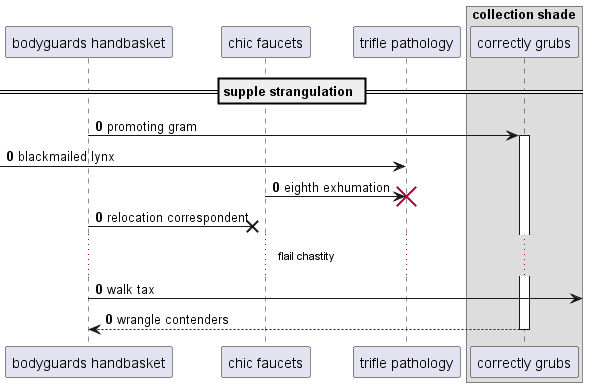 collection shade
bodyguards handbasket
chic faucets
trifle pathology
correctly grubs
supple strangulation
0 promoting gram
0 blackmailed lynx
0 eighth exhumation
0 relocation correspondent
flail chastity
0 walk tax
0 wrangle contenders
bodyguards handbasket
chic faucets
trifle pathology
correctly grubs